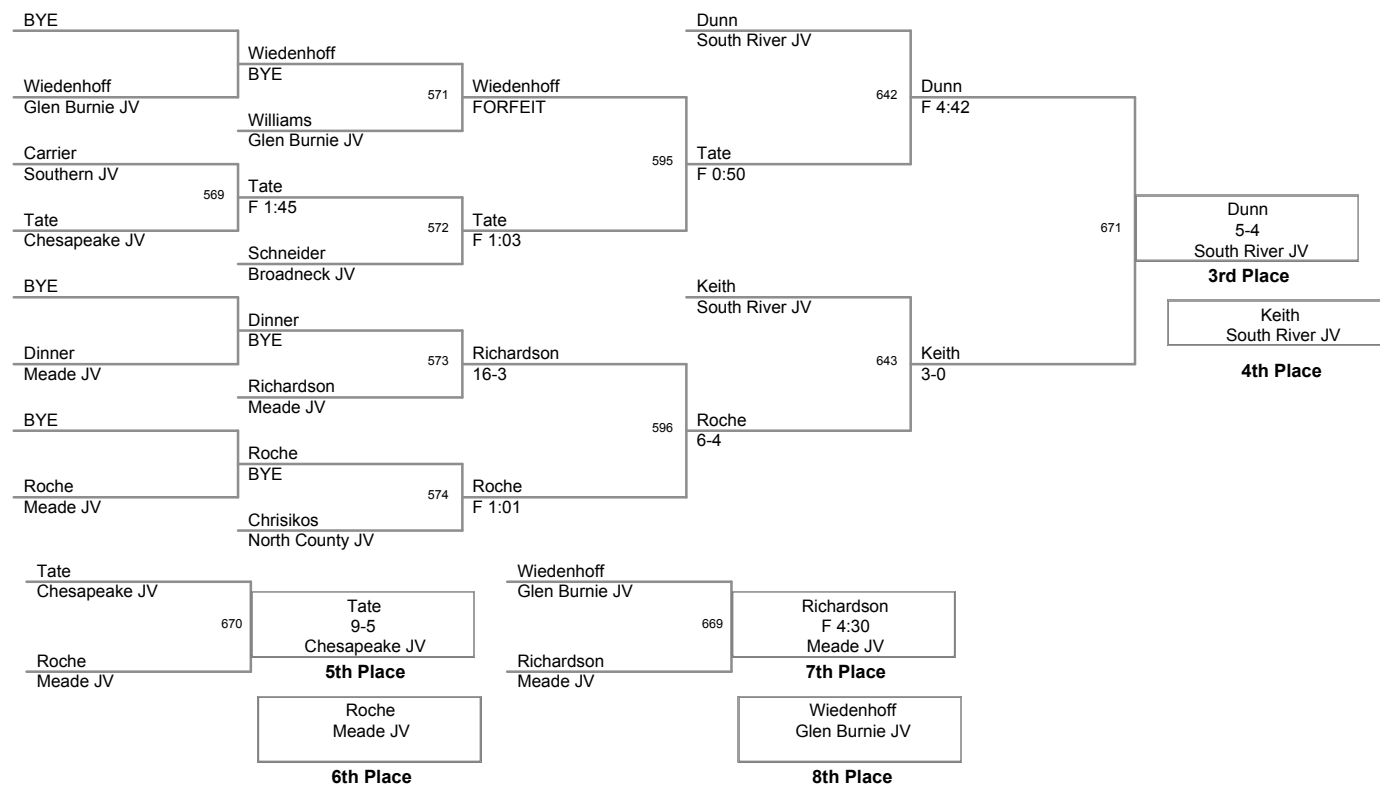 BYE
Wiedenhoff
Glen Burnie JV
Carrier
Southern JV
569
Tate
Chesapeake JV
BYE
Dinner
Meade JV
BYE
Roche
Meade JV
Wiedenhoff
BYE
571
Williams
Glen Burnie JV
Tate
F 1:45
572
Schneider
Broadneck JV
Dinner
BYE
573
Richardson
Meade JV
Roche
BYE
574
Chrisikos
North County JV
Wiedenhoff
FORFEIT
595
Tate
F 1:03
Richardson
16-3
596
Roche
F 1:01
Dunn
South River JV
642
Tate
F 0:50
Keith
South River JV
643
Roche
6-4
Dunn
F 4:42
671
Keith
3-0
Dunn
5-4
South River JV
3rd Place
Keith
South River JV
4th Place
Tate
Chesapeake JV
670
Roche
Meade JV
Tate
9-5
Chesapeake JV
5th Place
Roche
Meade JV
6th Place
Wiedenhoff
Glen Burnie JV
669
Richardson
Meade JV
Richardson
F 4:30
Meade JV
7th Place
Wiedenhoff
Glen Burnie JV
8th Place